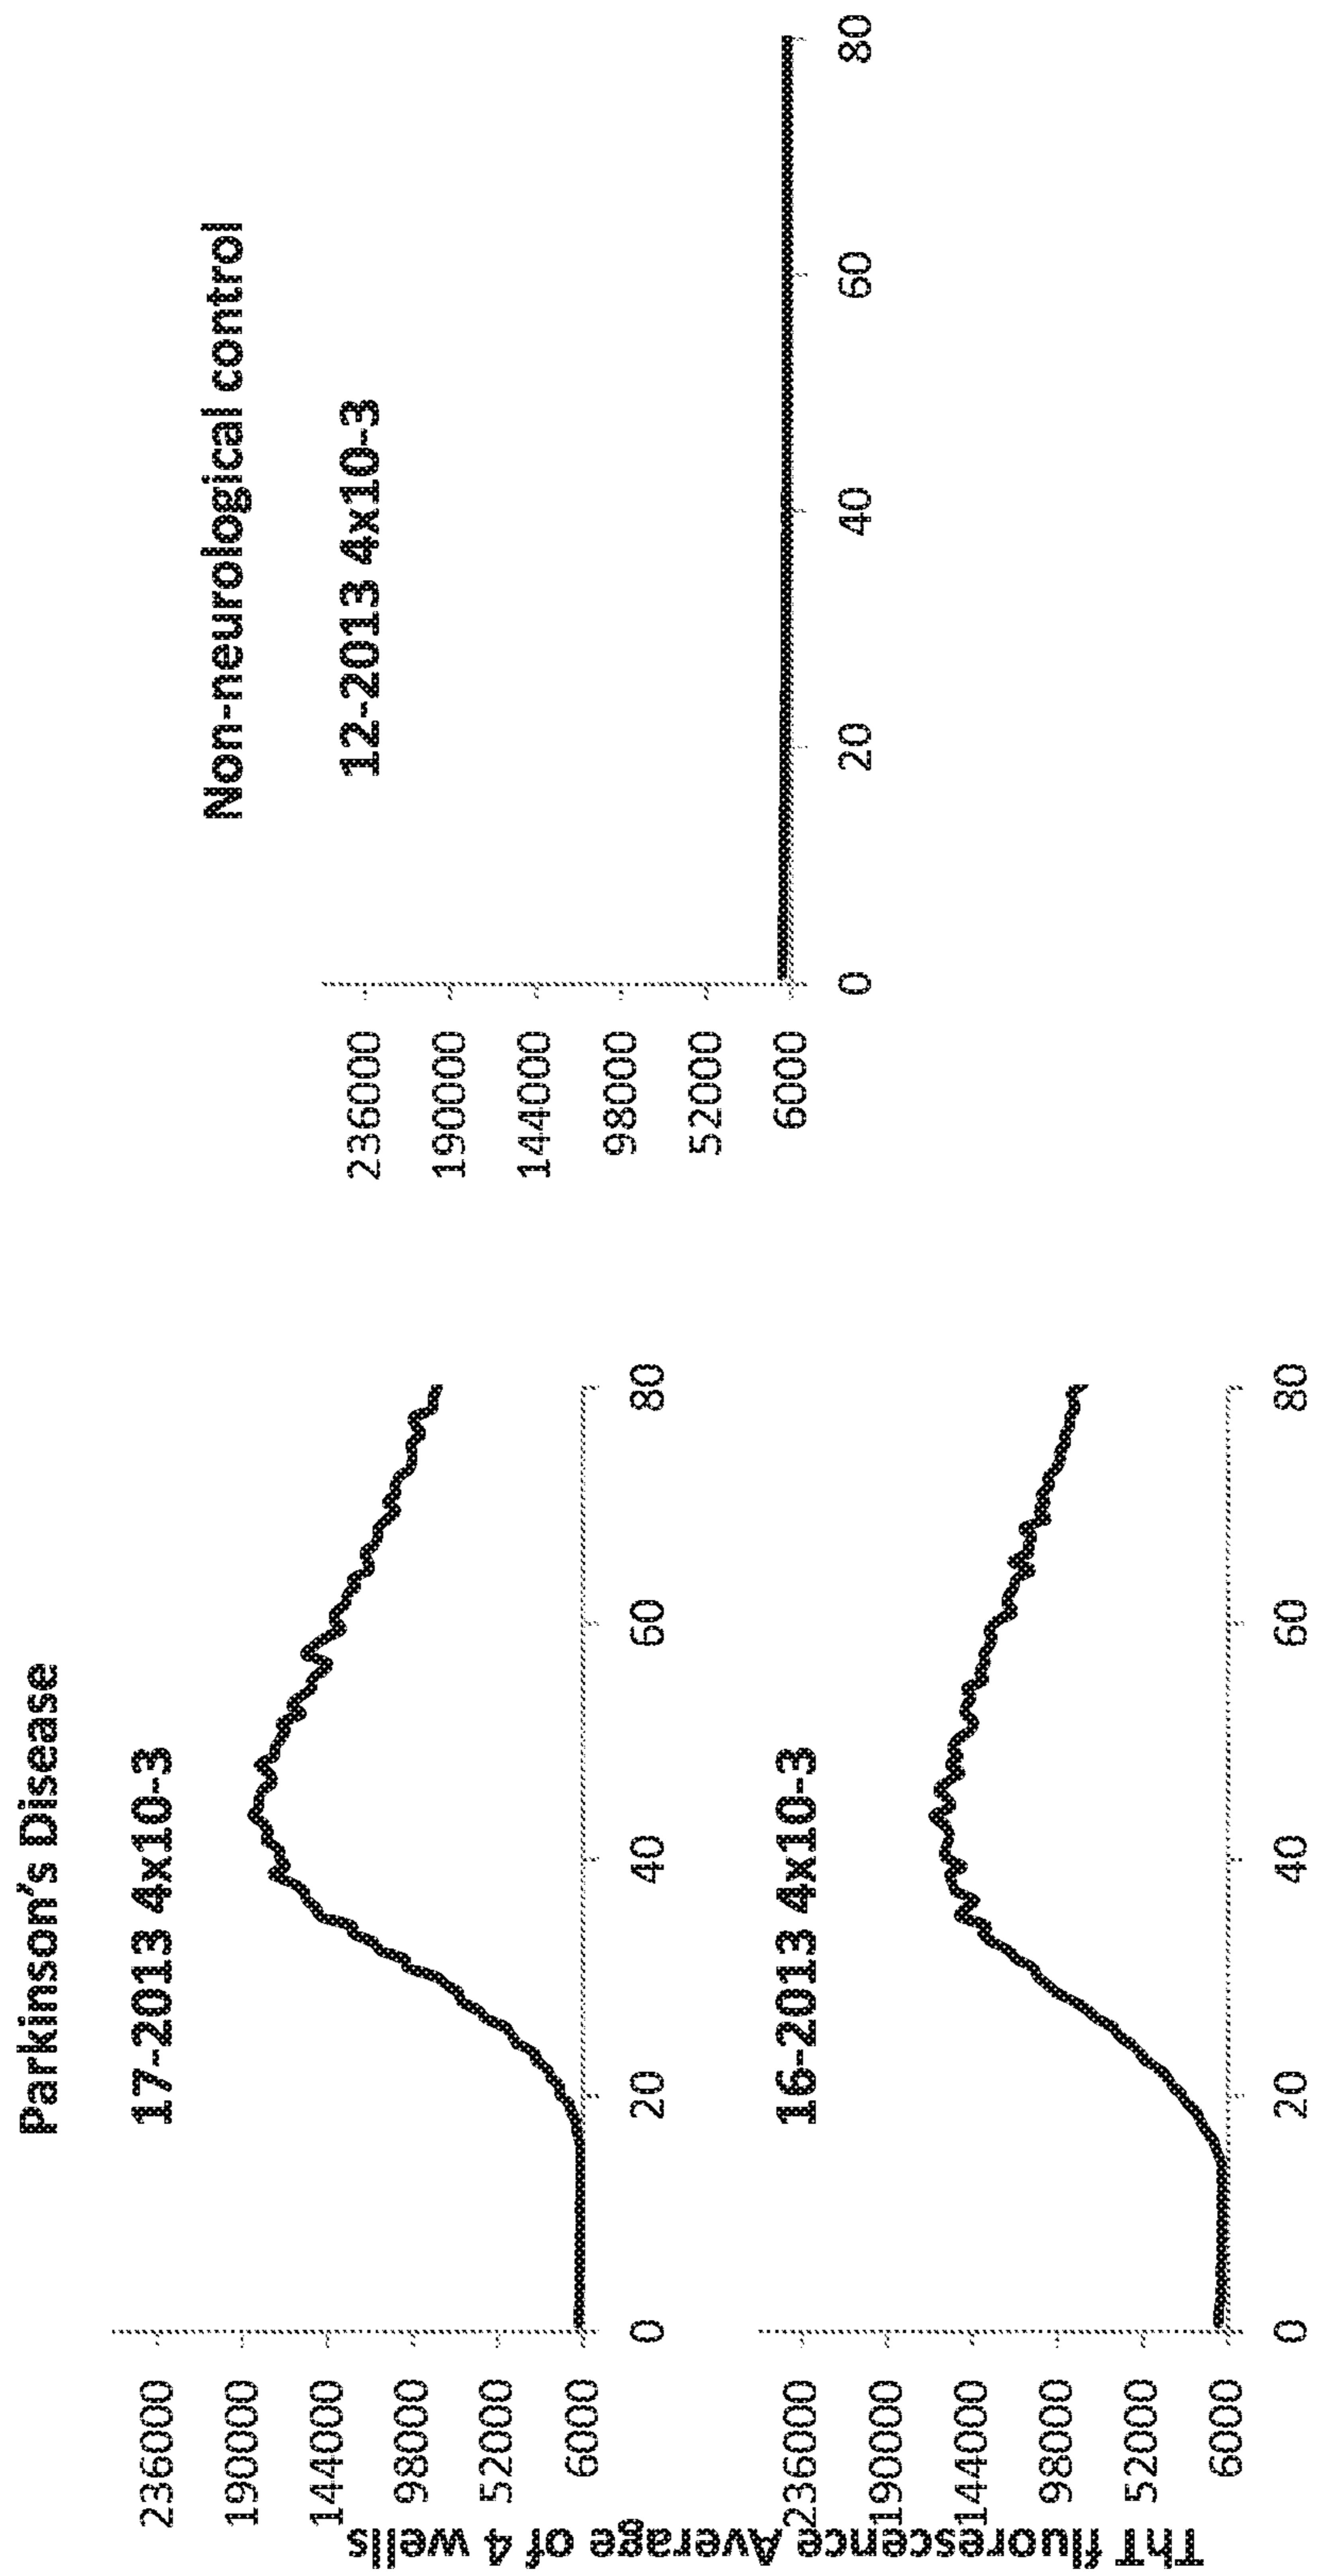 Parkinson's Disease
17-2013 4x10-3
236000
190000
144000
98000
52000
6000
0 20 40 60 80
16-2013 4x10-3
236000
190000
144000
98000
52000
6000
0 20 40 60 80
ThT fluorescence Average of 4 wells
Non-neurological control
12-2013 4x10-3
236000
190000
144000
98000
52000
6000
0 20 40 60 80